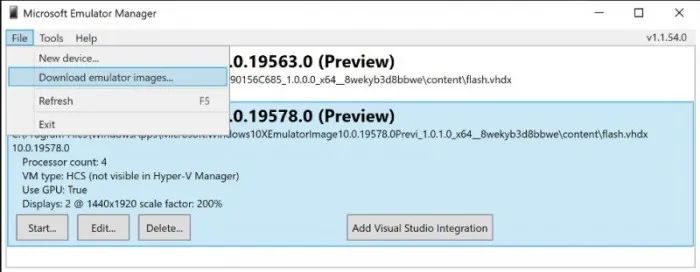 Microsoft Emulator Manager
File Tools Help v1.1.54.0
New device...
Download emulator images...
Refresh F5
Exit
.0.19563.0 (Preview)
90156C685_1.0.0.0_x64__8wekyb3d8bbwe\content\flash.vhdx
.0.19578.0 (Preview)
C:\Program Files\WindowsApps\Microsoft.Windows10XEmulatorImage10.0.19578.0Previ_1.0.1.0_x64__8wekyb3d8bbwe\content\flash.vhdx
10.0.19578.0
Processor count: 4
VM type: HCS (not visible in Hyper-V Manager)
Use GPU: True
Displays: 2 @ 1440x1920 scale factor: 200%
Start... Edit... Delete... Add Visual Studio Integration